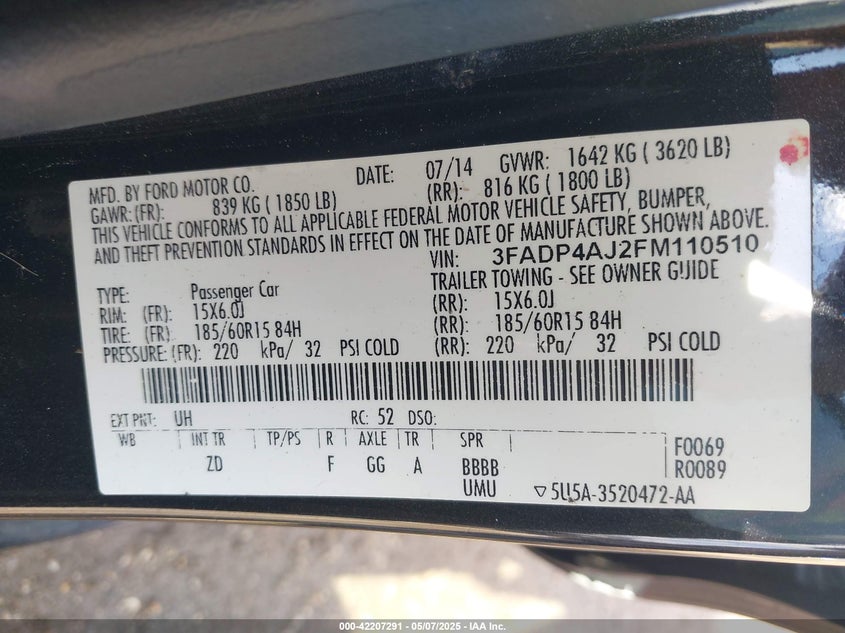 MFD. BY FORD MOTOR CO. DATE: 07/14 GVWR: 1642 KG ( 3620 LB)
GAWR: (FR): 839 KG ( 1850 LB) (RR): 816 KG ( 1800 LB)
THIS VEHICLE CONFORMS TO ALL APPLICABLE FEDERAL MOTOR VEHICLE SAFETY, BUMPER,
AND THEFT PREVENTION STANDARDS IN EFFECT ON THE DATE OF MANUFACTURE SHOWN ABOVE.
VIN: 3FADP4AJ2FM110510
TRAILER TOWING - SEE OWNER GUIDE
TYPE: Passenger Car
RIM: (FR): 15X6.0J (RR): 15X6.0J
TIRE: (FR): 185/60R15 84H (RR): 185/60R15 84H
PRESSURE: (FR): 220 kPa/ 32 PSI COLD (RR): 220 kPa/ 32 PSI COLD
EXT PNT: UH RC: 52 DSO:
WB INT TR TP/PS R AXLE TR SPR
ZD F GG A BBBB
UMU
F0069
R0089
▽5U5A-3520472-AA
000-42207291 | 05/07/2025 - IAA Inc.